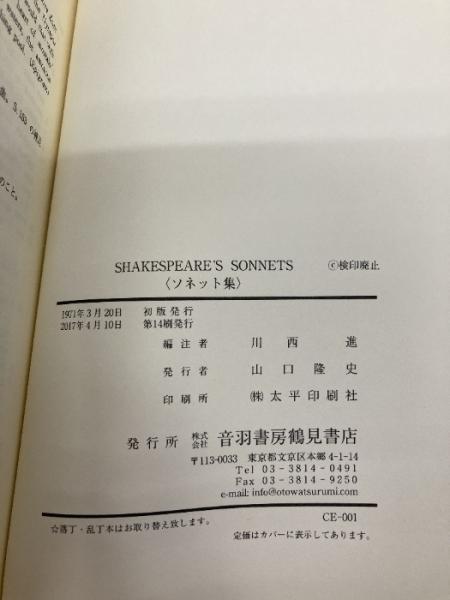 SHAKESPEARE'S SONNETS ⓒ検印廃止
〈ソネット集〉
1971年3月20日 初版発行
2017年4月10日 第14刷発行
編注者 川西進
発行者 山口隆史
印刷所 ㈱太平印刷社
発行所 株式会社 音羽書房鶴見書店
〒113-0033 東京都文京区本郷4-1-14
Tel 03-3814-0491
Fax 03-3814-9250
e-mail: info@otowatsurumi.com
CE-001
☆落丁・乱丁本はお取り替え致します。
定価はカバーに表示してあります。